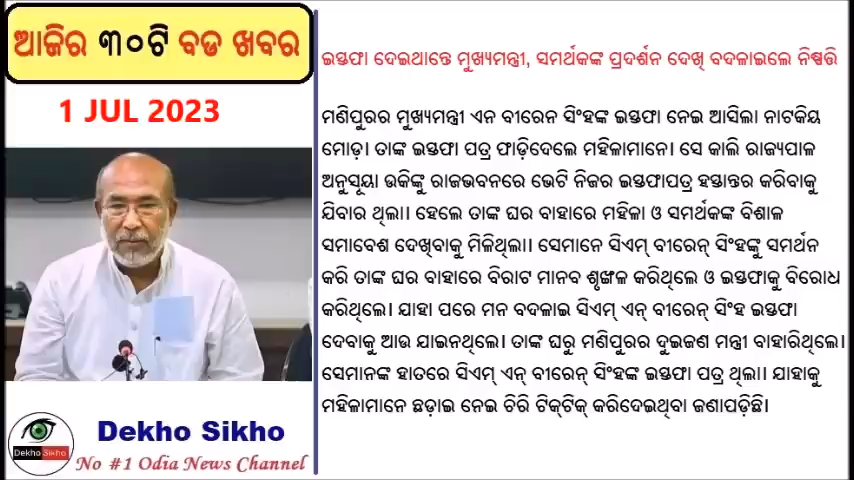 ଆଜିର ୩୦ଟି ବଡ ଖବର
1 JUL 2023
ଇସ୍ତଫା ଦେଇଥାନ୍ତେ ମୁଖ୍ୟମନ୍ତ୍ରୀ, ସମର୍ଥକଙ୍କ ପ୍ରଦର୍ଶନ ଦେଖି ବଦଳାଇଲେ ନିଷ୍ପତ୍ତି
ମଣିପୁରର ମୁଖ୍ୟମନ୍ତ୍ରୀ ଏନ ବୀରେନ ସିଂହଙ୍କ ଇସ୍ତଫା ନେଇ ଆସିଲା ନାଟକିୟ
ମୋଡ଼। ତାଙ୍କ ଇସ୍ତଫା ପତ୍ର ଫାଡ଼ିଦେଲେ ମହିଳାମାନେ। ସେ କାଲି ରାଜ୍ୟପାଳ
ଅନୁସୂୟା ଉକିଙ୍କୁ ରାଜଭବନରେ ଭେଟି ନିଜର ଇସ୍ତଫାପତ୍ର ହସ୍ତାନ୍ତର କରିବାକୁ
ଯିବାର ଥିଲା। ହେଲେ ତାଙ୍କ ଘର ବାହାରେ ମହିଳା ଓ ସମର୍ଥକଙ୍କ ବିଶାଳ
ସମାବେଶ ଦେଖିବାକୁ ମିଳିଥିଲା। ସେମାନେ ସିଏମ୍ ବୀରେନ୍ ସିଂହଙ୍କୁ ସମର୍ଥନ
କରି ତାଙ୍କ ଘର ବାହାରେ ବିରାଟ ମାନବ ଶୃଙ୍ଖଳ କରିଥିଲେ ଓ ଇସ୍ତଫାକୁ ବିରୋଧ
କରିଥିଲେ। ଯାହା ପରେ ମନ ବଦଳାଇ ସିଏମ୍ ଏନ୍ ବୀରେନ୍ ସିଂହ ଇସ୍ତଫା
ଦେବାକୁ ଆଉ ଯାଇନଥିଲେ। ତାଙ୍କ ଘରୁ ମଣିପୁରର ଦୁଇଜଣ ମନ୍ତ୍ରୀ ବାହାରିଥିଲେ।
ସେମାନଙ୍କ ହାତରେ ସିଏମ୍ ଏନ୍ ବୀରେନ୍ ସିଂହଙ୍କ ଇସ୍ତଫା ପତ୍ର ଥିଲା। ଯାହାକୁ
ମହିଳାମାନେ ଛଡ଼ାଇ ନେଇ ଚିରି ଟିକ୍‌ଟିକ୍ କରିଦେଇଥିବା ଜଣାପଡ଼ିଛି।
Dekho Sikho
Dekho Sikho
No #1 Odia News Channel